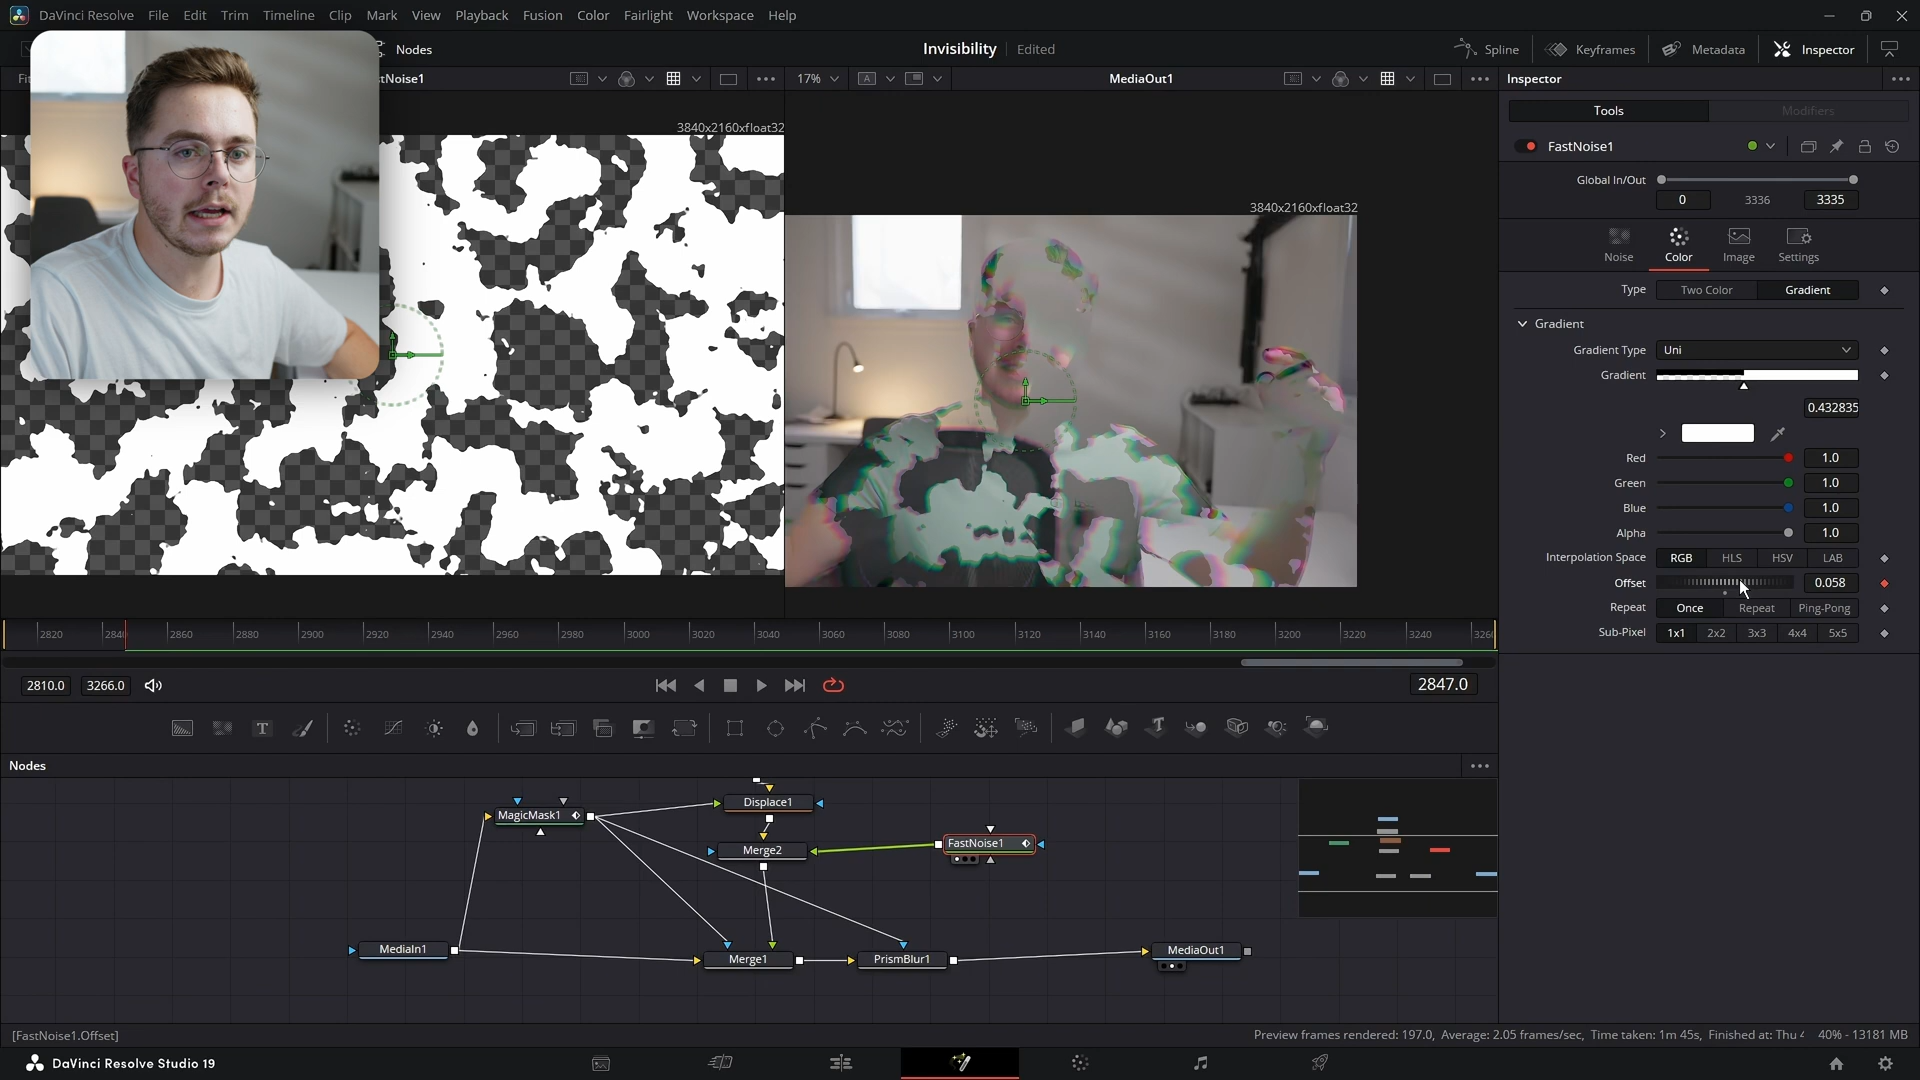 DaVinci Resolve File Edit Trim Timeline Clip Mark View Playback Fusion Color Fairlight Workspace Help
Nodes
Invisibility Edited
Spline Keyframes Metadata Inspector
tNoise1
17% A MediaOut1
Inspector
3840x2160xfloat32
3840x2160xfloat32
Tools Modifiers
FastNoise1
Global In/Out
0 3336 3335
Noise Color Image Settings
Type Two Color Gradient
Gradient
Gradient Type Uni
Gradient
0.432835
Red 1.0
Green 1.0
Blue 1.0
Alpha 1.0
Interpolation Space RGB HLS HSV LAB
Offset 0.058
Repeat Once Repeat Ping-Pong
Sub-Pixel 1x1 2x2 3x3 4x4 5x5
2820 284 2860 2880 2900 2920 2940 2960 2980 3000 3020 3040 3060 3080 3100 3120 3140 3160 3180 3200 3220 3240 326
2810.0 3266.0 2847.0
Nodes
MagicMask1
Displace1
Merge2
FastNoise1
MediaIn1
Merge1
PrismBlur1
MediaOut1
[FastNoise1.Offset]
Preview frames rendered: 197.0, Average: 2.05 frames/sec, Time taken: 1m 45s, Finished at: Thu 40% - 13181 MB
DaVinci Resolve Studio 19